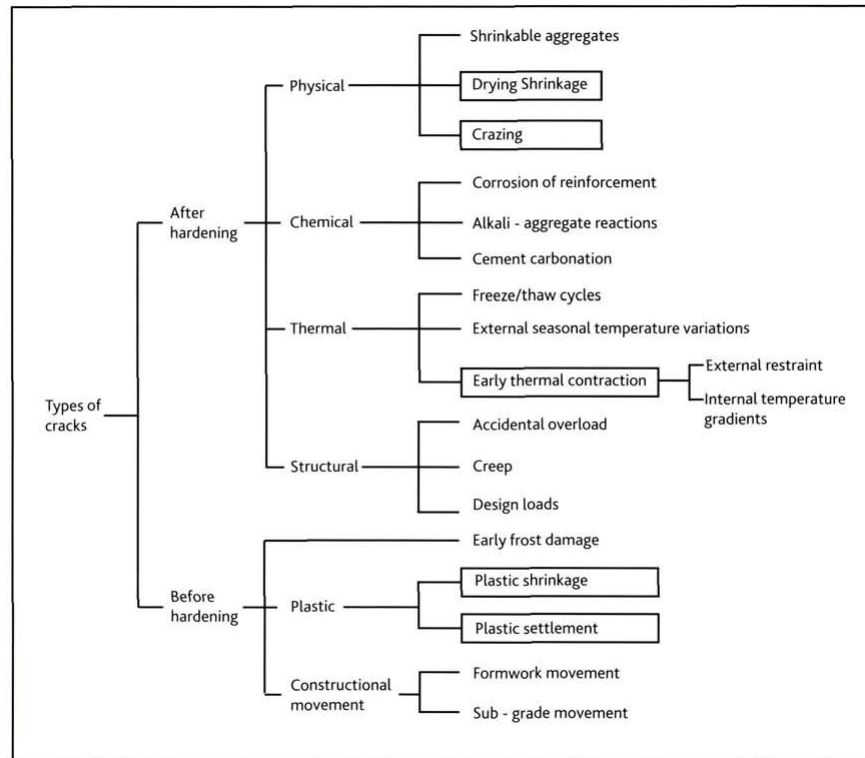 Types of
cracks
After
hardening
Physical
Shrinkable aggregates
Drying Shrinkage
Crazing
Chemical
Corrosion of reinforcement
Alkali - aggregate reactions
Cement carbonation
Thermal
Freeze/thaw cycles
External seasonal temperature variations
Early thermal contraction
External restraint
Internal temperature
gradients
Structural
Accidental overload
Creep
Design loads
Before
hardening
Early frost damage
Plastic
Plastic shrinkage
Plastic settlement
Constructional
movement
Formwork movement
Sub - grade movement